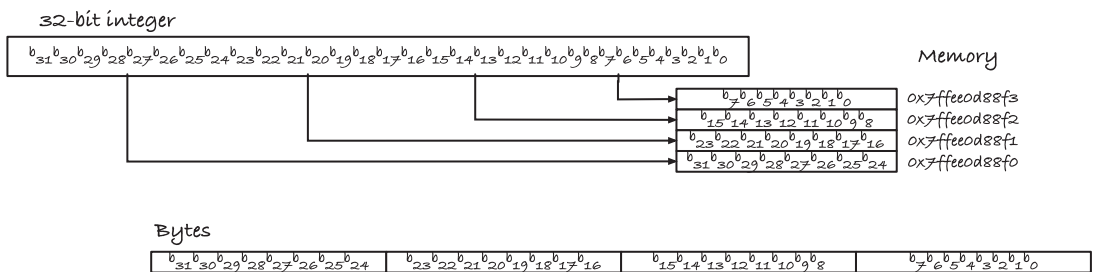 32-bit integer
b31b30b29b28b27b26b25b24b23b22b21b20b19b18b17b16b15b14b13b12b11b10b9b8b7b6b5b4b3b2b1b0
Memory
b7b6b5b4b3b2b1b0 0x7ffee0d88f3
b15b14b13b12b11b10b9b8 0x7ffee0d88f2
b23b22b21b20b19b18b17b16 0x7ffee0d88f1
b31b30b29b28b27b26b25b24 0x7ffee0d88f0
Bytes
b31b30b29b28b27b26b25b24 b23b22b21b20b19b18b17b16 b15b14b13b12b11b10b9b8 b7b6b5b4b3b2b1b0